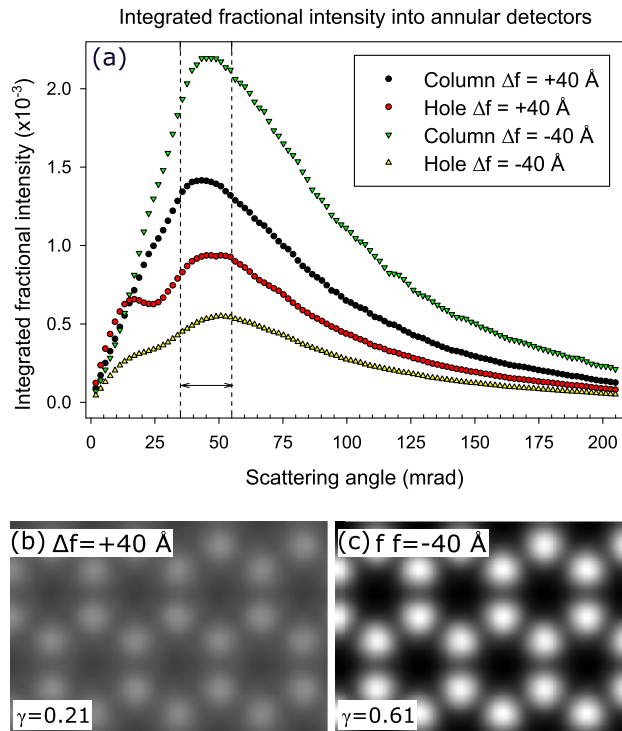 Integrated fractional intensity into annular detectors
(a)
Column Δf = +40 Å
Hole Δf = +40 Å
Column Δf = -40 Å
Hole Δf = -40 Å
Integrated fractional intensity (x10⁻³)
2.0
1.5
1.0
0.5
0.0
0 25 50 75 100 125 150 175 200
Scattering angle (mrad)
(b) Δf=+40 Å
γ=0.21
(c) f f=-40 Å
γ=0.61